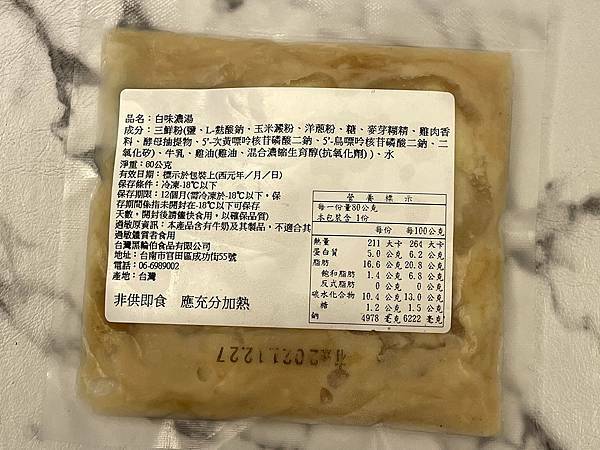 品名：白味濃湯
成分：三鮮粉(鹽、L-麩酸鈉、玉米澱粉、洋蔥粉、糖、麥芽糊精、雞肉香
料、酵母抽提物、5'-次黃嘌呤核苷磷酸二鈉、5'-鳥嘌呤核苷磷酸二鈉、二
氧化矽)、牛乳、雞油(雞油、混合濃縮生育醇(抗氧化劑)）、水
淨重：80公克
有效日期：標示於包裝上(西元年／月／日)
保存條件：冷凍-18℃以下
保存期限：12個月(需冷凍於-18℃以下，保
存期間係指未開封在-18℃以下可保存
天數，開封後請儘快食用，以確保品質)
過敏原資訊：本產品含有牛奶及其製品，不適合其
過敏體質者食用
台灣黑輪伯食品有限公司
地址：台南市官田區成功街55號
電話：06-6989002
產地：台灣
非供即食　應充分加熱
營 養 標 示
每一份量80公克
本包裝含 1份
每份 每100公克
熱量 211 大卡 264 大卡
蛋白質 5.0 公克 6.2 公克
脂肪 16.6 公克 20.8 公克
飽和脂肪 1.4 公克 6.8 公克
反式脂肪 0 公克 0 公克
碳水化合物 10.4 公克 13.0 公克
糖 1.2 公克 1.5 公克
鈉 4978 毫克 6222 毫克
2021.12.27